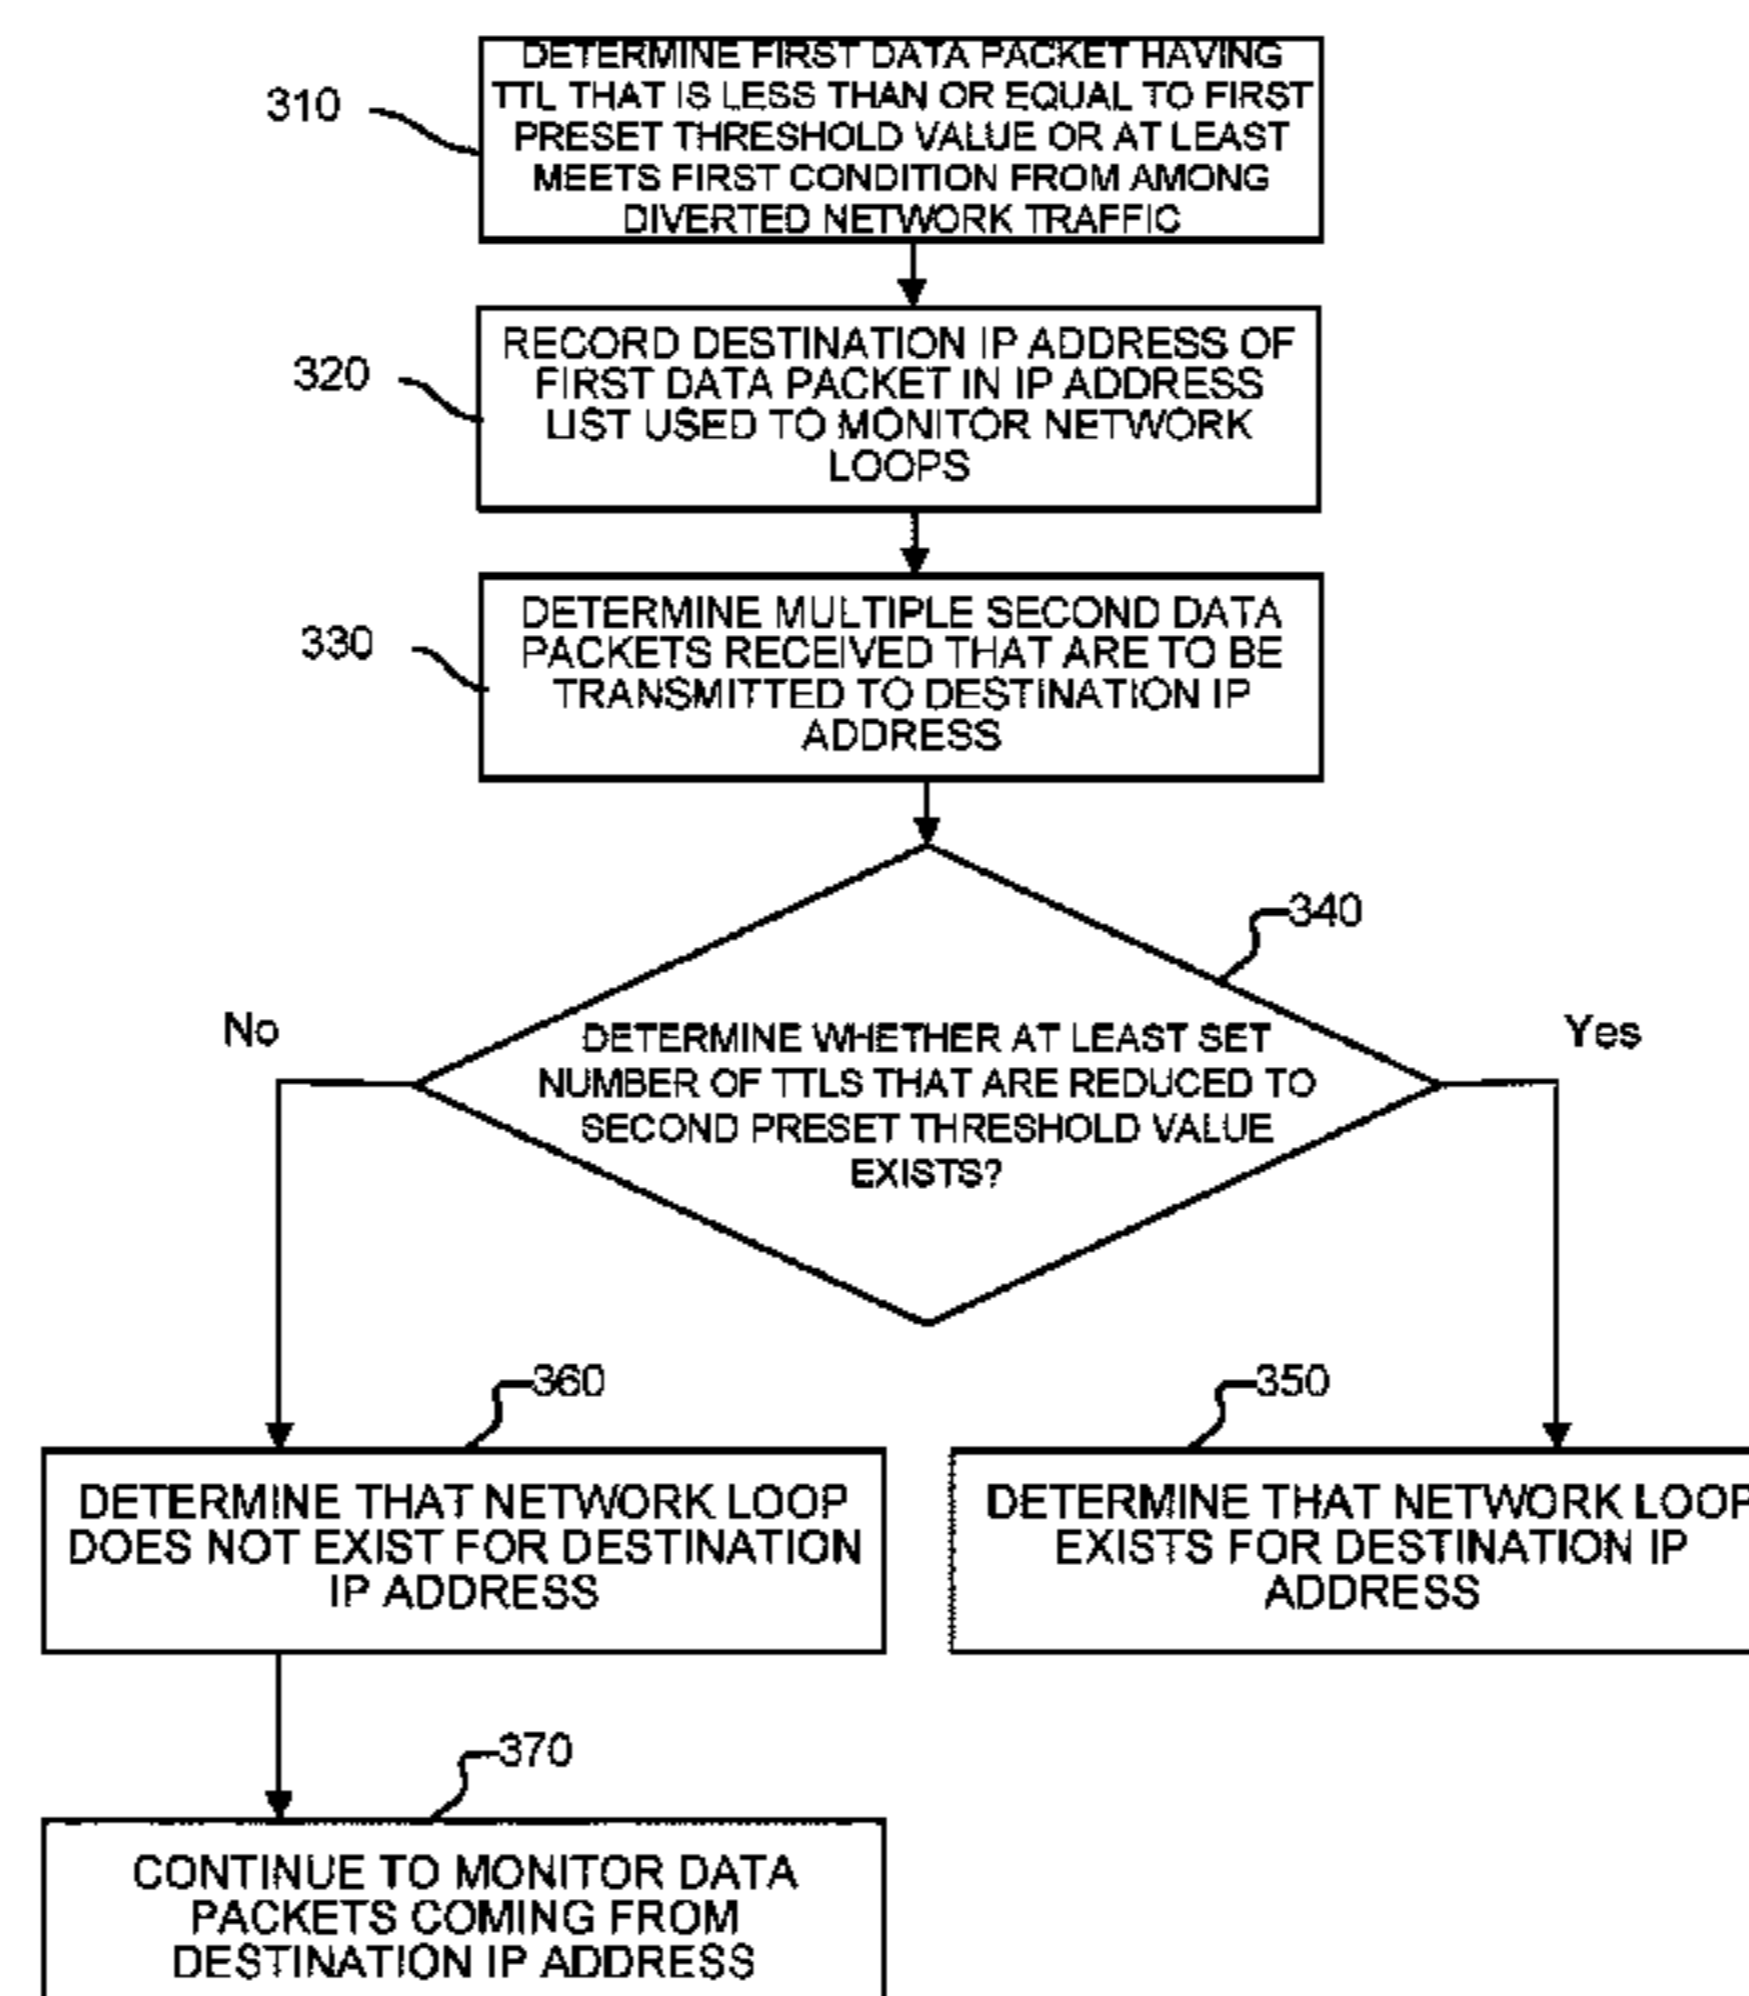 310
DETERMINE FIRST DATA PACKET HAVING
TTL THAT IS LESS THAN OR EQUAL TO FIRST
PRESET THRESHOLD VALUE OR AT LEAST
MEETS FIRST CONDITION FROM AMONG
DIVERTED NETWORK TRAFFIC
320
RECORD DESTINATION IP ADDRESS OF
FIRST DATA PACKET IN IP ADDRESS
LIST USED TO MONITOR NETWORK
LOOPS
330
DETERMINE MULTIPLE SECOND DATA
PACKETS RECEIVED THAT ARE TO BE
TRANSMITTED TO DESTINATION IP
ADDRESS
340
No
Yes
DETERMINE WHETHER AT LEAST SET
NUMBER OF TTLS THAT ARE REDUCED TO
SECOND PRESET THRESHOLD VALUE
EXISTS?
360
DETERMINE THAT NETWORK LOOP
DOES NOT EXIST FOR DESTINATION
IP ADDRESS
350
DETERMINE THAT NETWORK LOOP
EXISTS FOR DESTINATION IP
ADDRESS
370
CONTINUE TO MONITOR DATA
PACKETS COMING FROM
DESTINATION IP ADDRESS